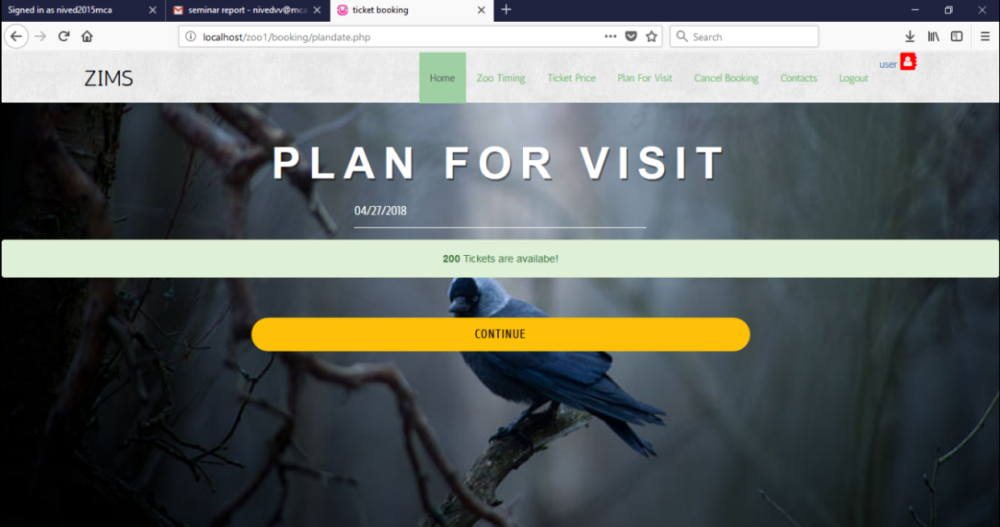 Signed in as nived2015mca
seminar report - nivedvv@mca
ticket booking
localhost/zoo1/booking/plandate.php
Search
ZIMS
Home
Zoo Timing
Ticket Price
Plan For Visit
Cancel Booking
Contacts
Logout
user
PLAN FOR VISIT
04/27/2018
200 Tickets are availabe!
CONTINUE